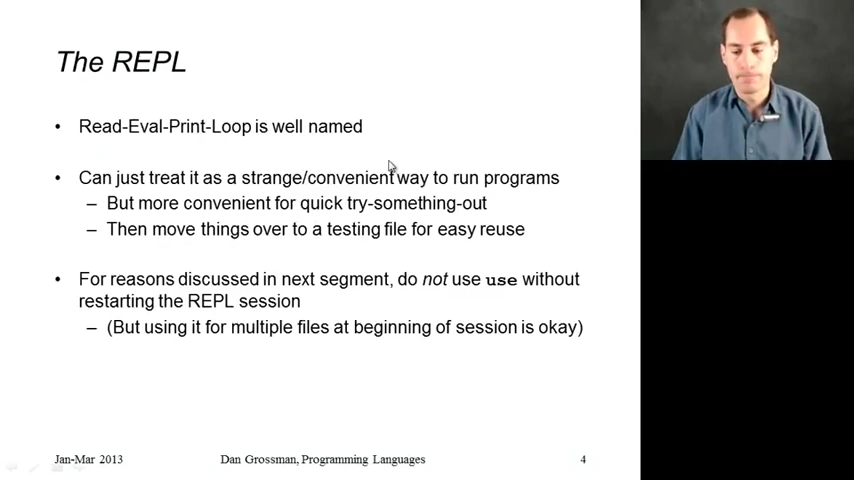 The REPL
• Read-Eval-Print-Loop is well named
• Can just treat it as a strange/convenient way to run programs
– But more convenient for quick try-something-out
– Then move things over to a testing file for easy reuse
• For reasons discussed in next segment, do not use use without
restarting the REPL session
– (But using it for multiple files at beginning of session is okay)
Jan-Mar 2013 Dan Grossman, Programming Languages 4